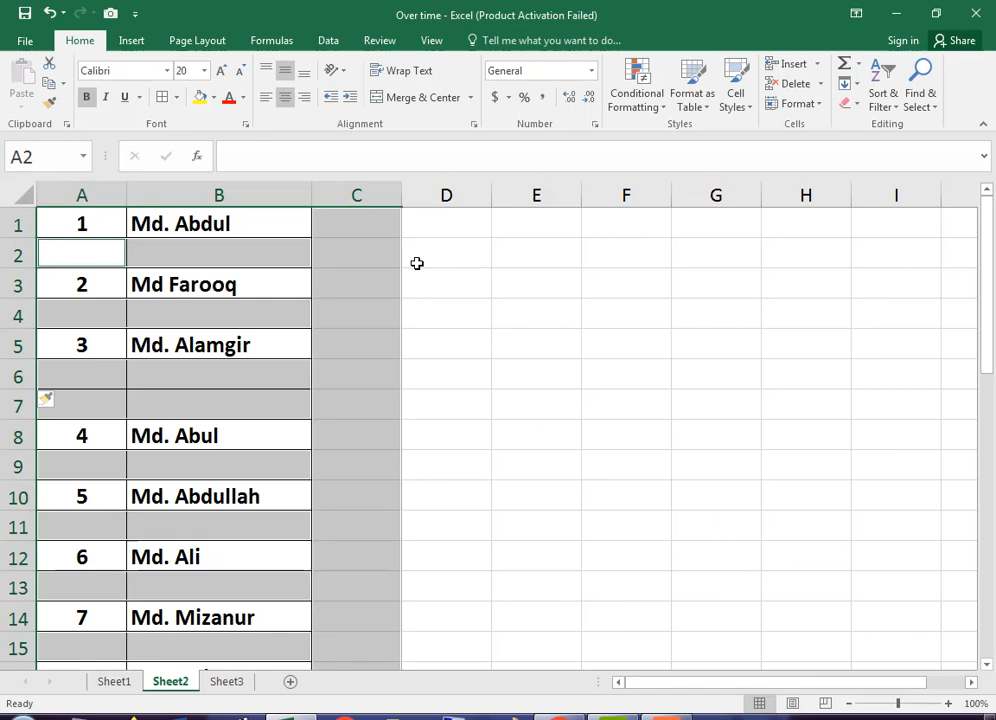 Over time - Excel (Product Activation Failed)
File Home Insert Page Layout Formulas Data Review View Tell me what you want to do... Sign in Share
Paste Calibri 20 A A Wrap Text General Conditional Formatting Format as Table Cell Styles Insert Σ Sort & Filter Find & Select
B I U A Merge & Center $ % , .0 .00 .00 .0 Delete
Format
Clipboard Font Alignment Number Styles Cells Editing
A2 fx
A B C D E F G H I
1 1 Md. Abdul
2
3 2 Md Farooq
4
5 3 Md. Alamgir
6
7
8 4 Md. Abul
9
10 5 Md. Abdullah
11
12 6 Md. Ali
13
14 7 Md. Mizanur
15
Sheet1 Sheet2 Sheet3
Ready 100%